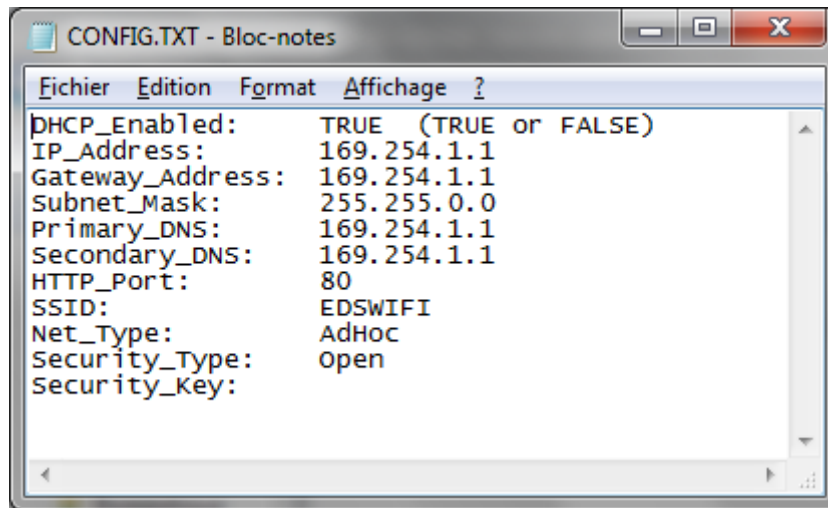 CONFIG.TXT - Bloc-notes
Fichier Edition Format Affichage ?
DHCP_Enabled: TRUE (TRUE or FALSE)
IP_Address: 169.254.1.1
Gateway_Address: 169.254.1.1
Subnet_Mask: 255.255.0.0
Primary_DNS: 169.254.1.1
Secondary_DNS: 169.254.1.1
HTTP_Port: 80
SSID: EDSWIFI
Net_Type: AdHoc
Security_Type: Open
Security_Key: